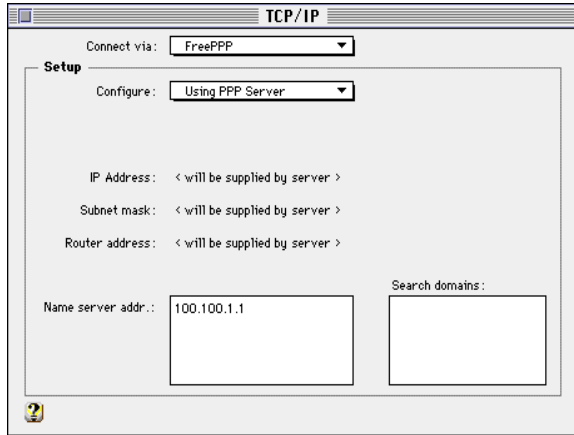 TCP/IP
Connect via: FreePPP
Setup
Configure: Using PPP Server
IP Address: < will be supplied by server >
Subnet mask: < will be supplied by server >
Router address: < will be supplied by server >
Search domains:
Name server addr.: 100.100.1.1
?